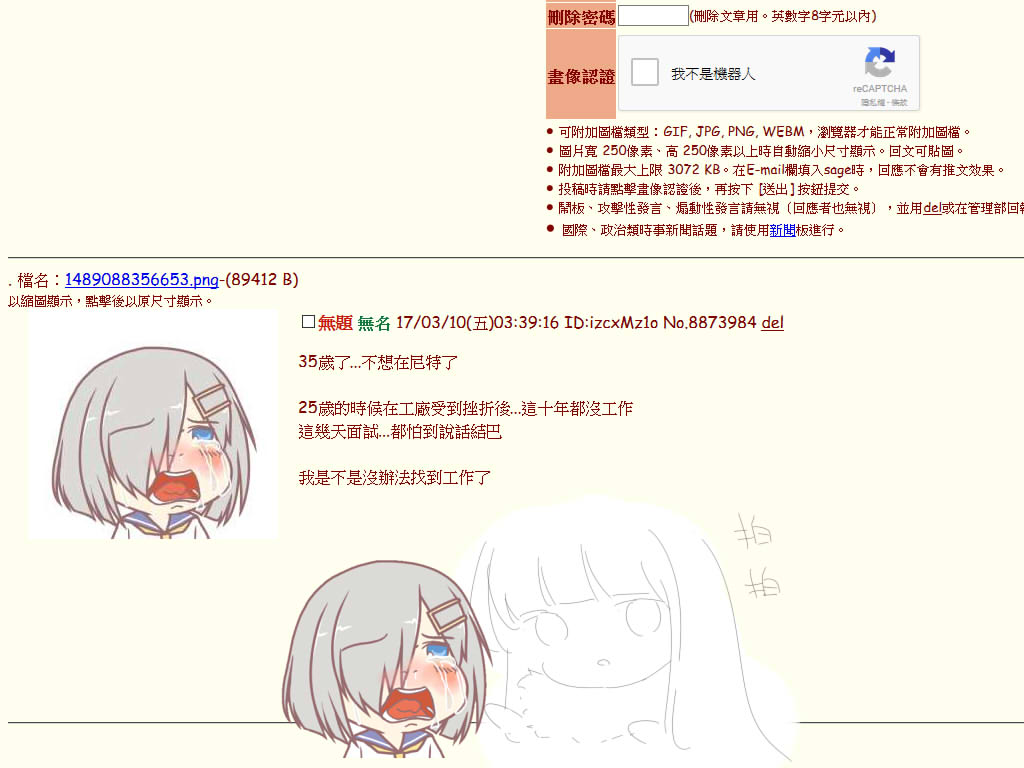 刪除密碼 (刪除文章用。英數字8字元以內)
畫像認證 我不是機器人
reCAPTCHA
隱私權 - 條款
• 可附加圖檔類型：GIF, JPG, PNG, WEBM，瀏覽器才能正常附加圖檔。
• 圖片寬 250像素、高 250像素以上時自動縮小尺寸顯示。回文可貼圖。
• 附加圖檔最大上限 3072 KB。在E-mail欄填入sage時，回應不會有推文效果。
• 投稿時請點擊畫像認證後，再按下 [送出] 按鈕提交。
• 鬧板、攻擊性發言、煽動性發言請無視〔回應者也無視〕，並用del或在管理部回報
• 國際、政治類時事新聞話題，請使用新聞板進行。
. 檔名：1489088356653.png-(89412 B)
以縮圖顯示，點擊後以原尺寸顯示。
無題 無名 17/03/10(五)03:39:16 ID:izcxMz1o No.8873984 del
35歲了...不想在尼特了
25歲的時候在工廠受到挫折後...這十年都沒工作
這幾天面試...都怕到說話結巴
我是不是沒辦法找到工作了
拍
拍